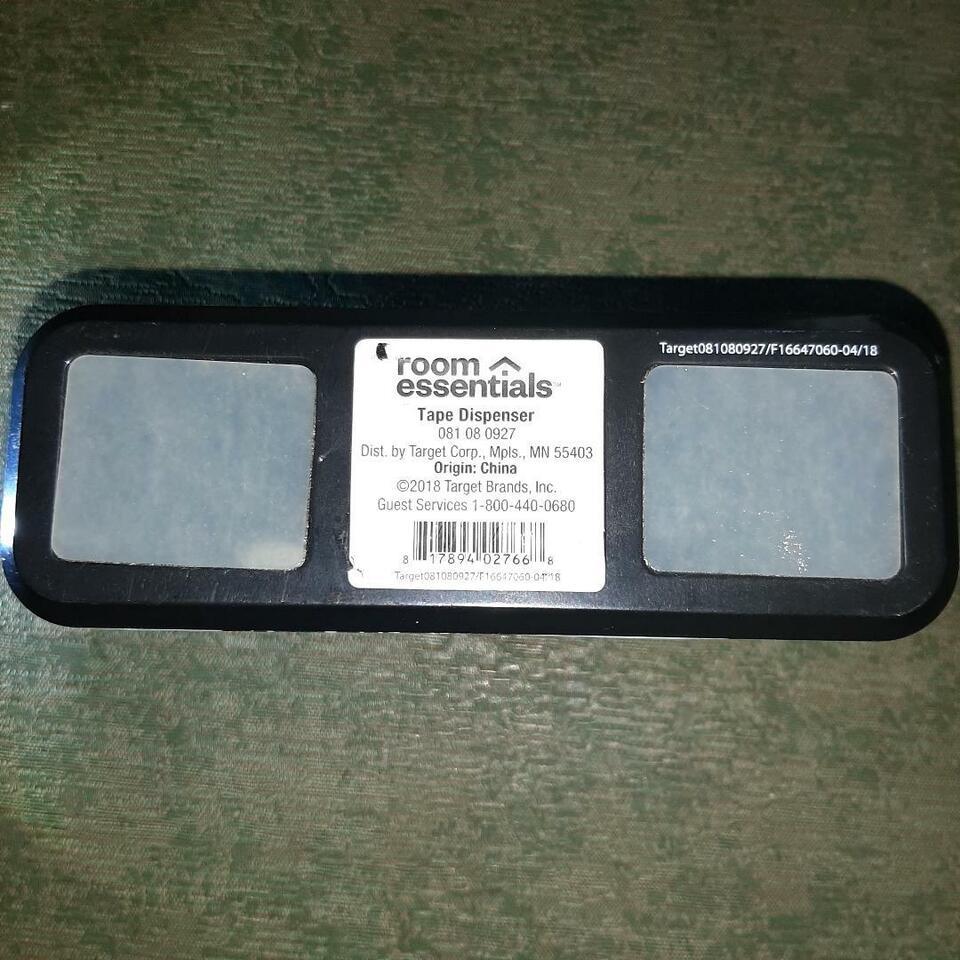 Target081080927/F16647060-04/18
room
essentials™
Tape Dispenser
081 08 0927
Dist. by Target Corp., Mpls., MN 55403
Origin: China
©2018 Target Brands, Inc.
Guest Services 1-800-440-0680
8 17894 02766 8
Target081080927/F16647060-04/18